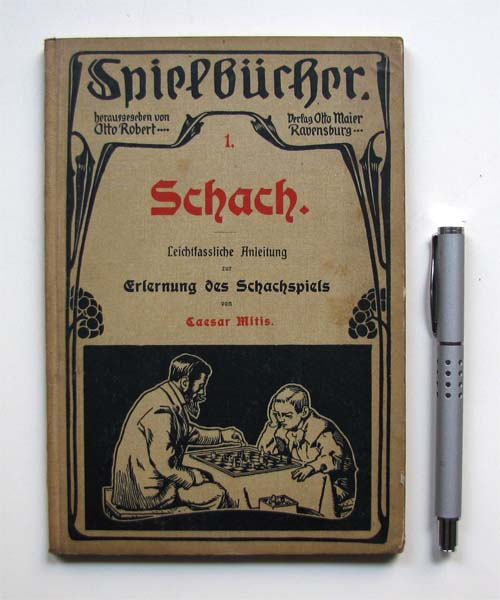 Spielbücher.
herausgegeben von
Otto Robert....
Verlag Otto Maier
Ravensburg...
1.
Schach.
Leichtfassliche Anleitung
zur
Erlernung des Schachspiels
von
Caesar Mitis.